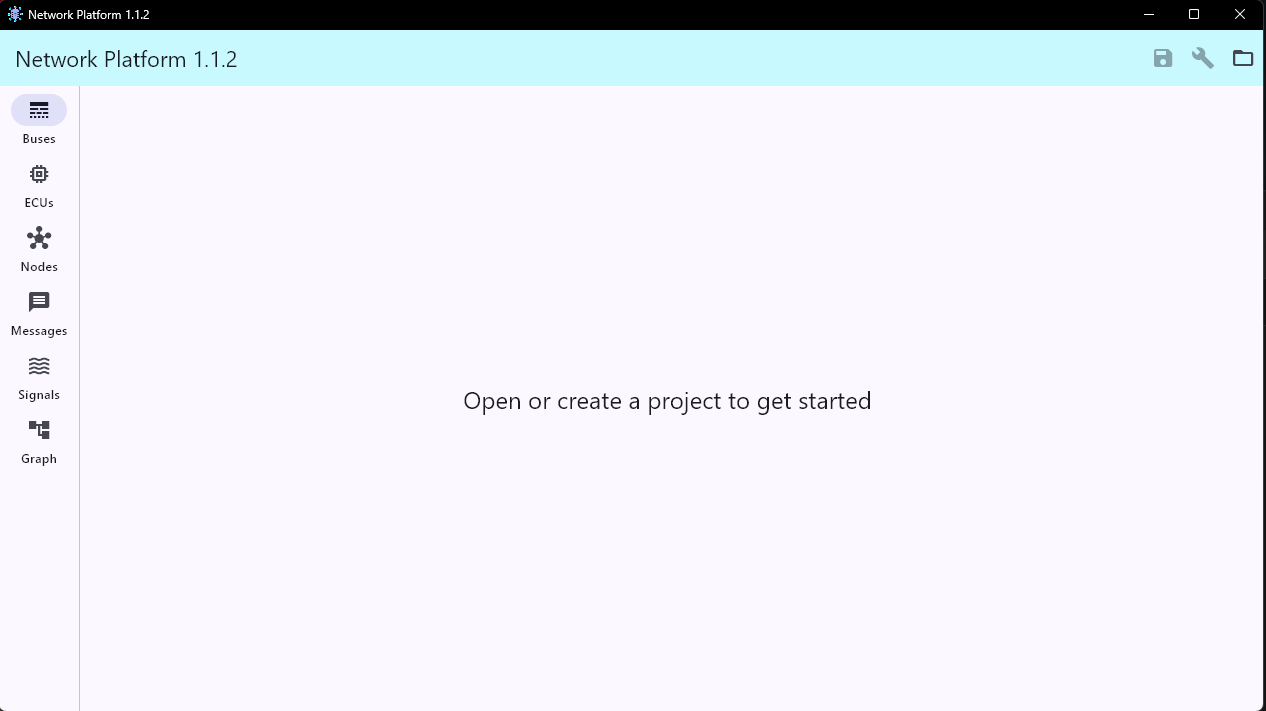 Network Platform 1.1.2
Network Platform 1.1.2
Buses
ECUs
Nodes
Messages
Signals
Graph
Open or create a project to get started